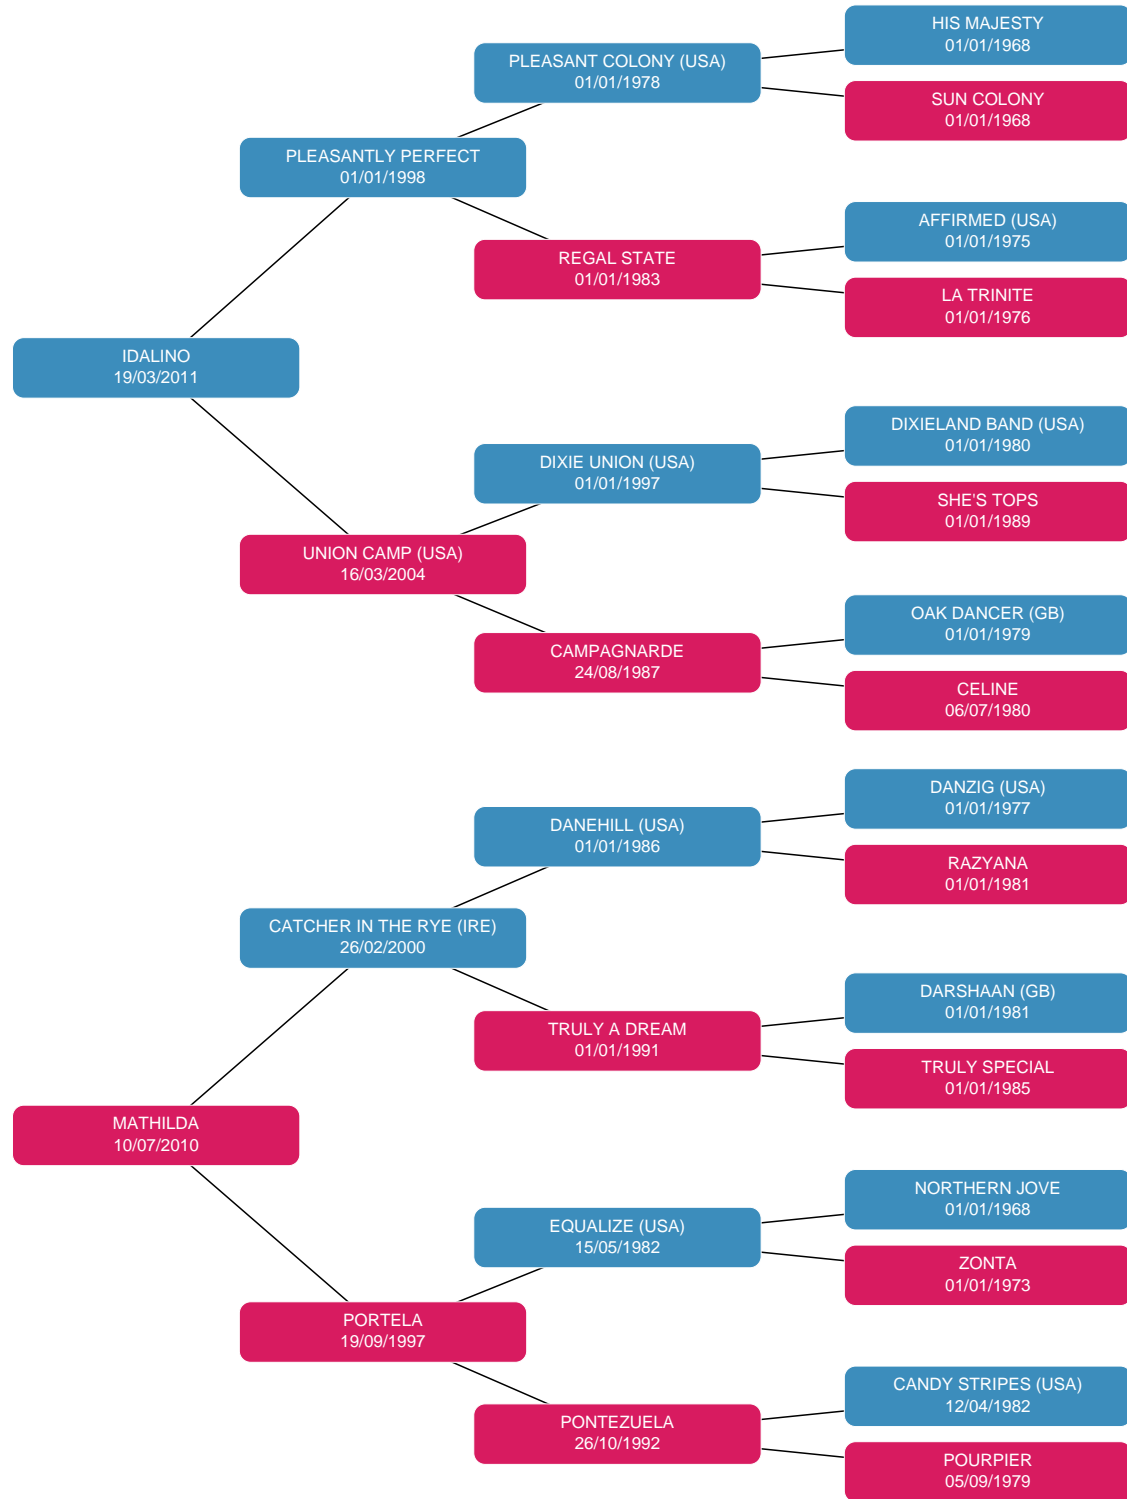 HIS MAJESTY
01/01/1968
PLEASANT COLONY (USA)
01/01/1978
SUN COLONY
01/01/1968
PLEASANTLY PERFECT
01/01/1998
AFFIRMED (USA)
01/01/1975
REGAL STATE
01/01/1983
LA TRINITE
01/01/1976
IDALINO
19/03/2011
DIXIELAND BAND (USA)
01/01/1980
DIXIE UNION (USA)
01/01/1997
SHE'S TOPS
01/01/1989
UNION CAMP (USA)
16/03/2004
OAK DANCER (GB)
01/01/1979
CAMPAGNARDE
24/08/1987
CELINE
06/07/1980
DANZIG (USA)
01/01/1977
DANEHILL (USA)
01/01/1986
RAZYANA
01/01/1981
CATCHER IN THE RYE (IRE)
26/02/2000
DARSHAAN (GB)
01/01/1981
TRULY A DREAM
01/01/1991
TRULY SPECIAL
01/01/1985
MATHILDA
10/07/2010
NORTHERN JOVE
01/01/1968
EQUALIZE (USA)
15/05/1982
ZONTA
01/01/1973
PORTELA
19/09/1997
CANDY STRIPES (USA)
12/04/1982
PONTEZUELA
26/10/1992
POURPIER
05/09/1979